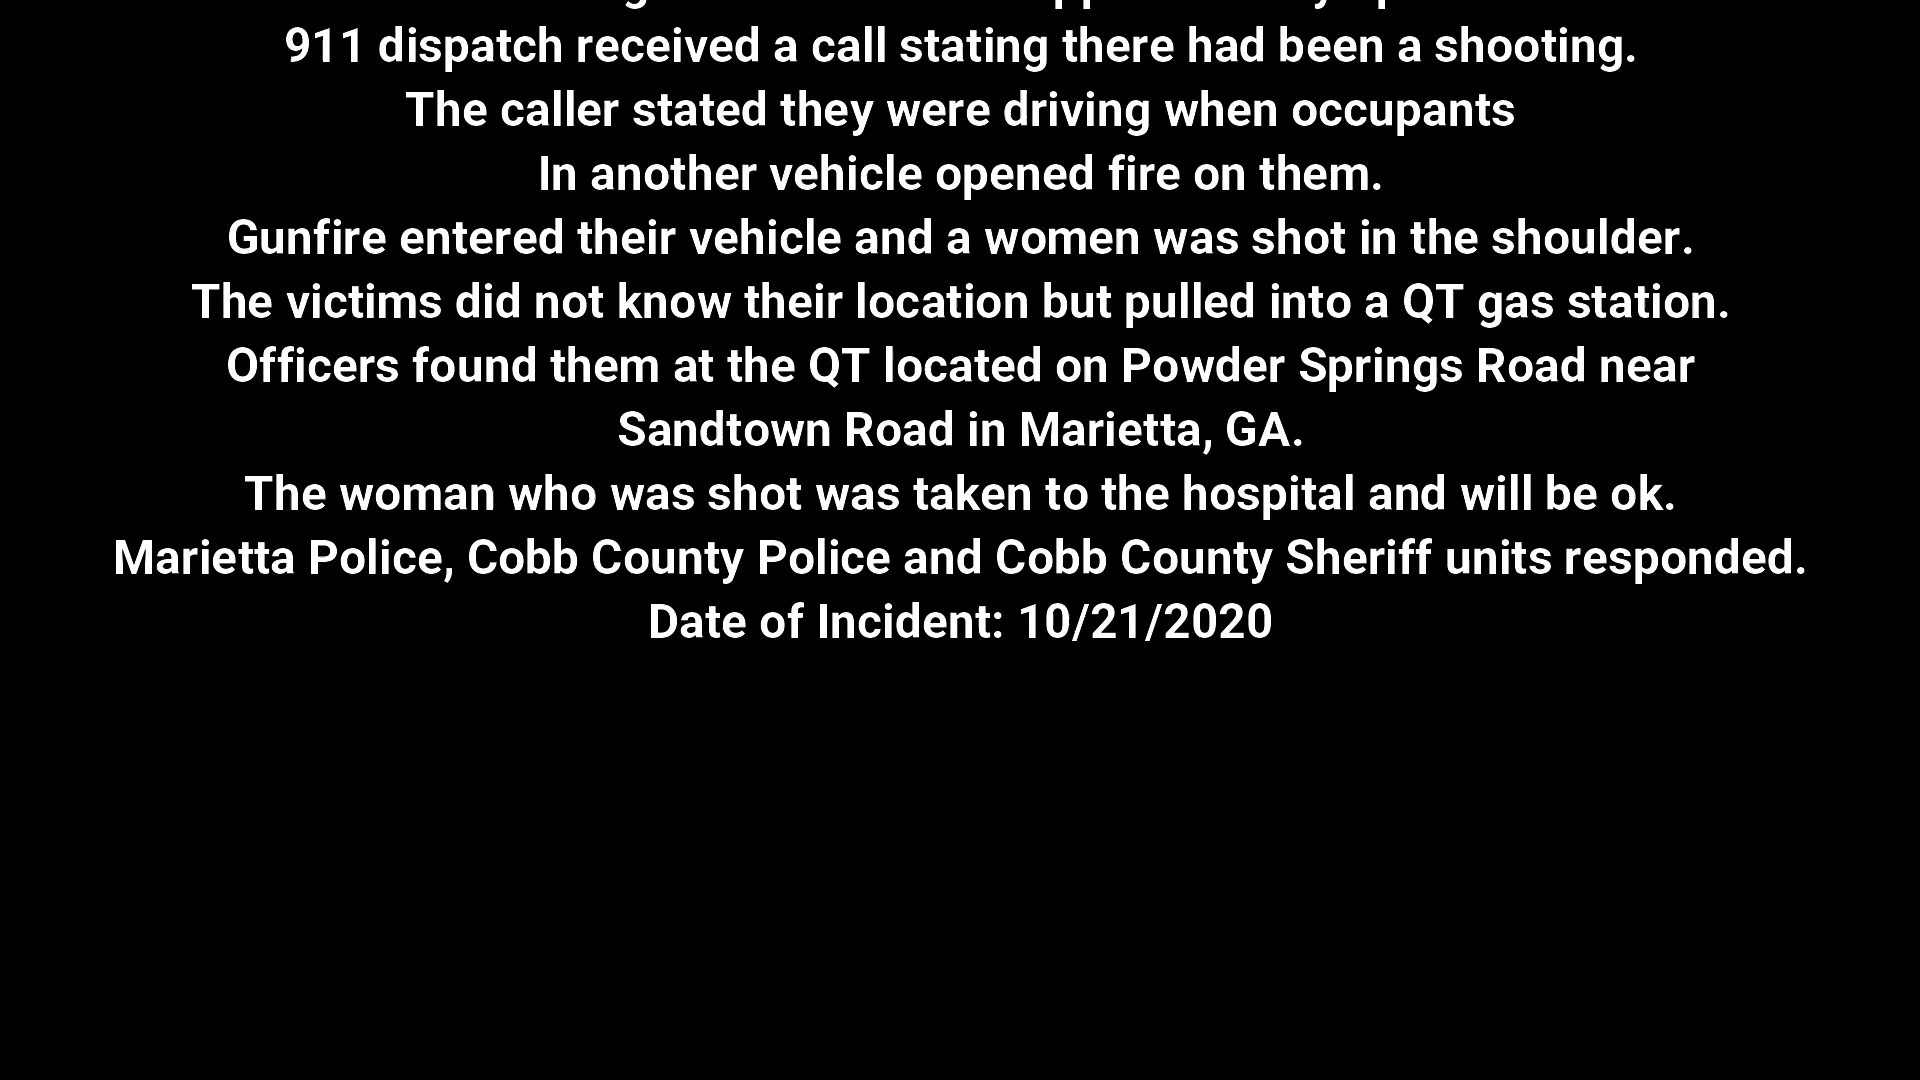 911 dispatch received a call stating there had been a shooting.
The caller stated they were driving when occupants
In another vehicle opened fire on them.
Gunfire entered their vehicle and a women was shot in the shoulder.
The victims did not know their location but pulled into a QT gas station.
Officers found them at the QT located on Powder Springs Road near
Sandtown Road in Marietta, GA.
The woman who was shot was taken to the hospital and will be ok.
Marietta Police, Cobb County Police and Cobb County Sheriff units responded.
Date of Incident: 10/21/2020